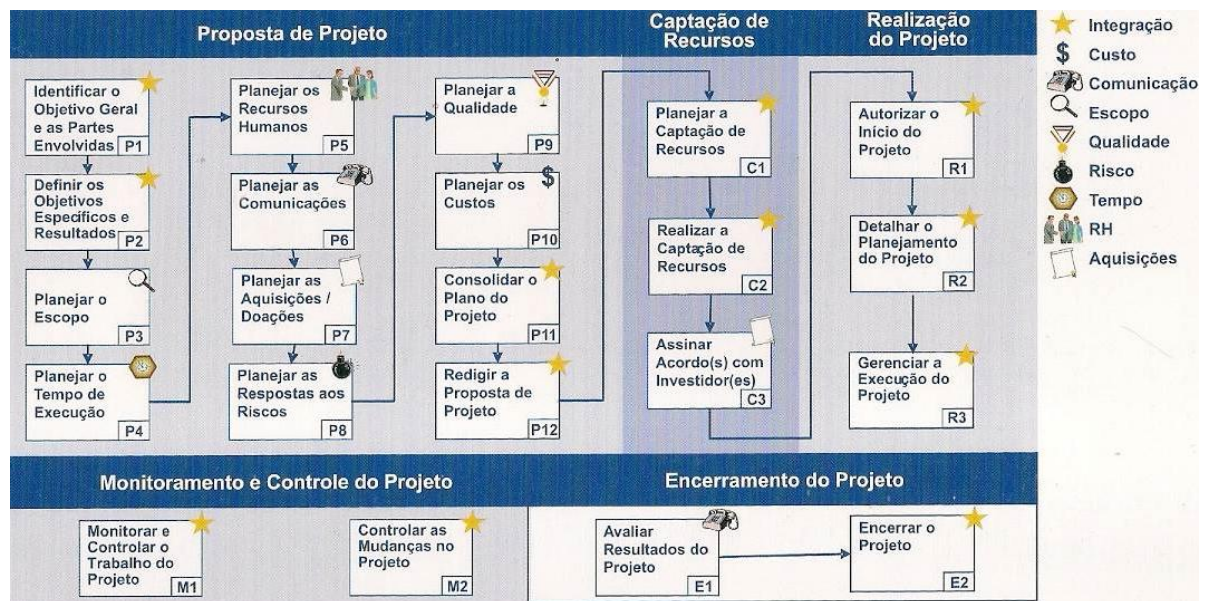 Proposta de Projeto
Captação de
Recursos
Realização
do Projeto
Identificar o
Objetivo Geral
e as Partes
Envolvidas
P1
Definir os
Objetivos
Específicos e
Resultados
P2
Planejar o
Escopo
P3
Planejar o
Tempo de
Execução
P4
Planejar os
Recursos
Humanos
P5
Planejar as
Comunicações
P6
Planejar as
Aquisições /
Doações
P7
Planejar as
Respostas aos
Riscos
P8
Planejar a
Qualidade
P9
Planejar os
Custos
$
P10
Consolidar o
Plano do
Projeto
P11
Redigir a
Proposta de
Projeto
P12
Planejar a
Captação de
Recursos
C1
Realizar a
Captação de
Recursos
C2
Assinar
Acordo(s) com
Investidor(es)
C3
Autorizar o
Início do
Projeto
R1
Detalhar o
Planejamento
do Projeto
R2
Gerenciar a
Execução do
Projeto
R3
Integração
$ Custo
Comunicação
Escopo
Qualidade
Risco
Tempo
RH
Aquisições
Monitoramento e Controle do Projeto
Monitorar e
Controlar o
Trabalho do
Projeto
M1
Controlar as
Mudanças no
Projeto
M2
Encerramento do Projeto
Avaliar
Resultados do
Projeto
E1
Encerrar o
Projeto
E2